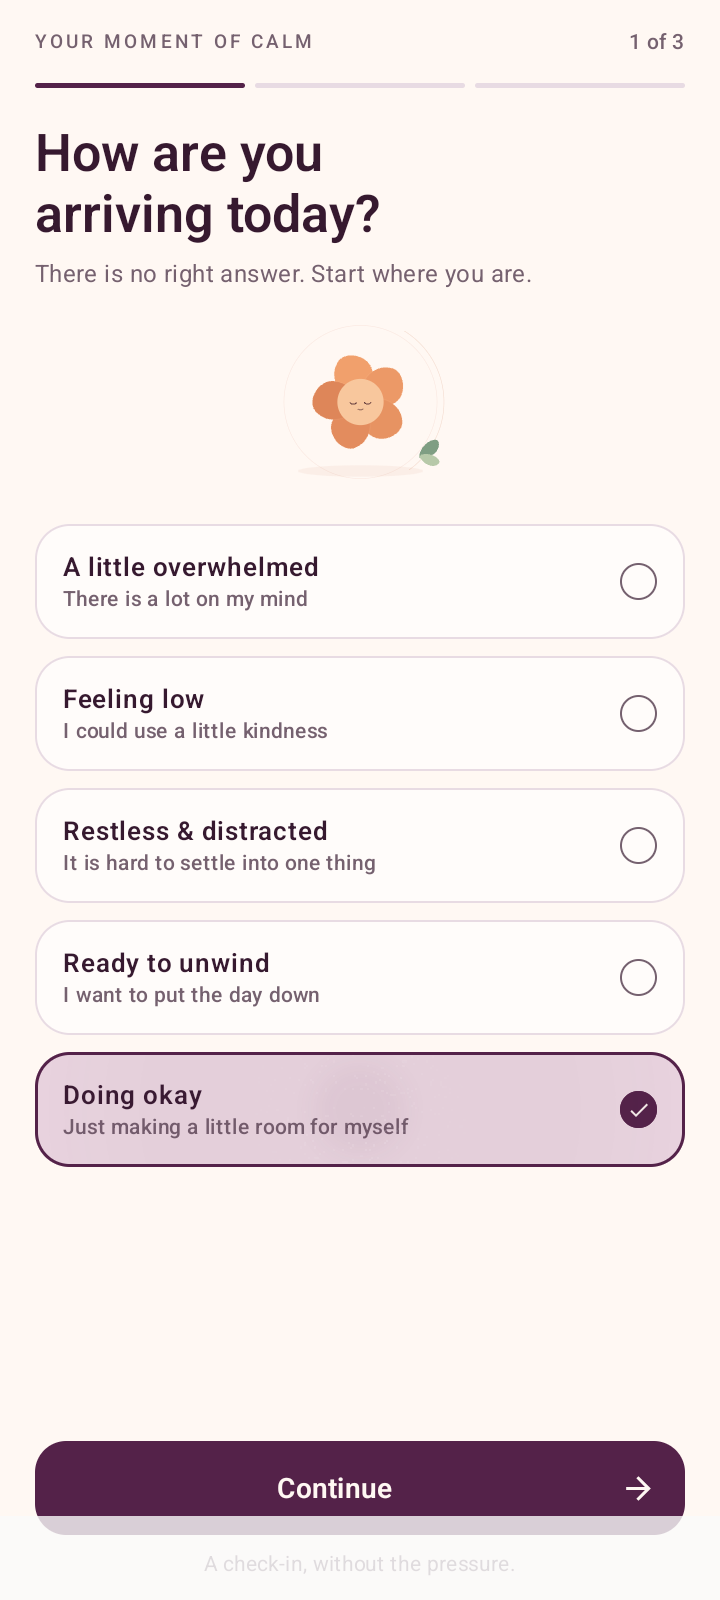 YOUR MOMENT OF CALM
1 of 3
How are you
arriving today?
There is no right answer. Start where you are.
A little overwhelmed
There is a lot on my mind
Feeling low
I could use a little kindness
Restless & distracted
It is hard to settle into one thing
Ready to unwind
I want to put the day down
Doing okay
Just making a little room for myself
Continue
A check-in, without the pressure.